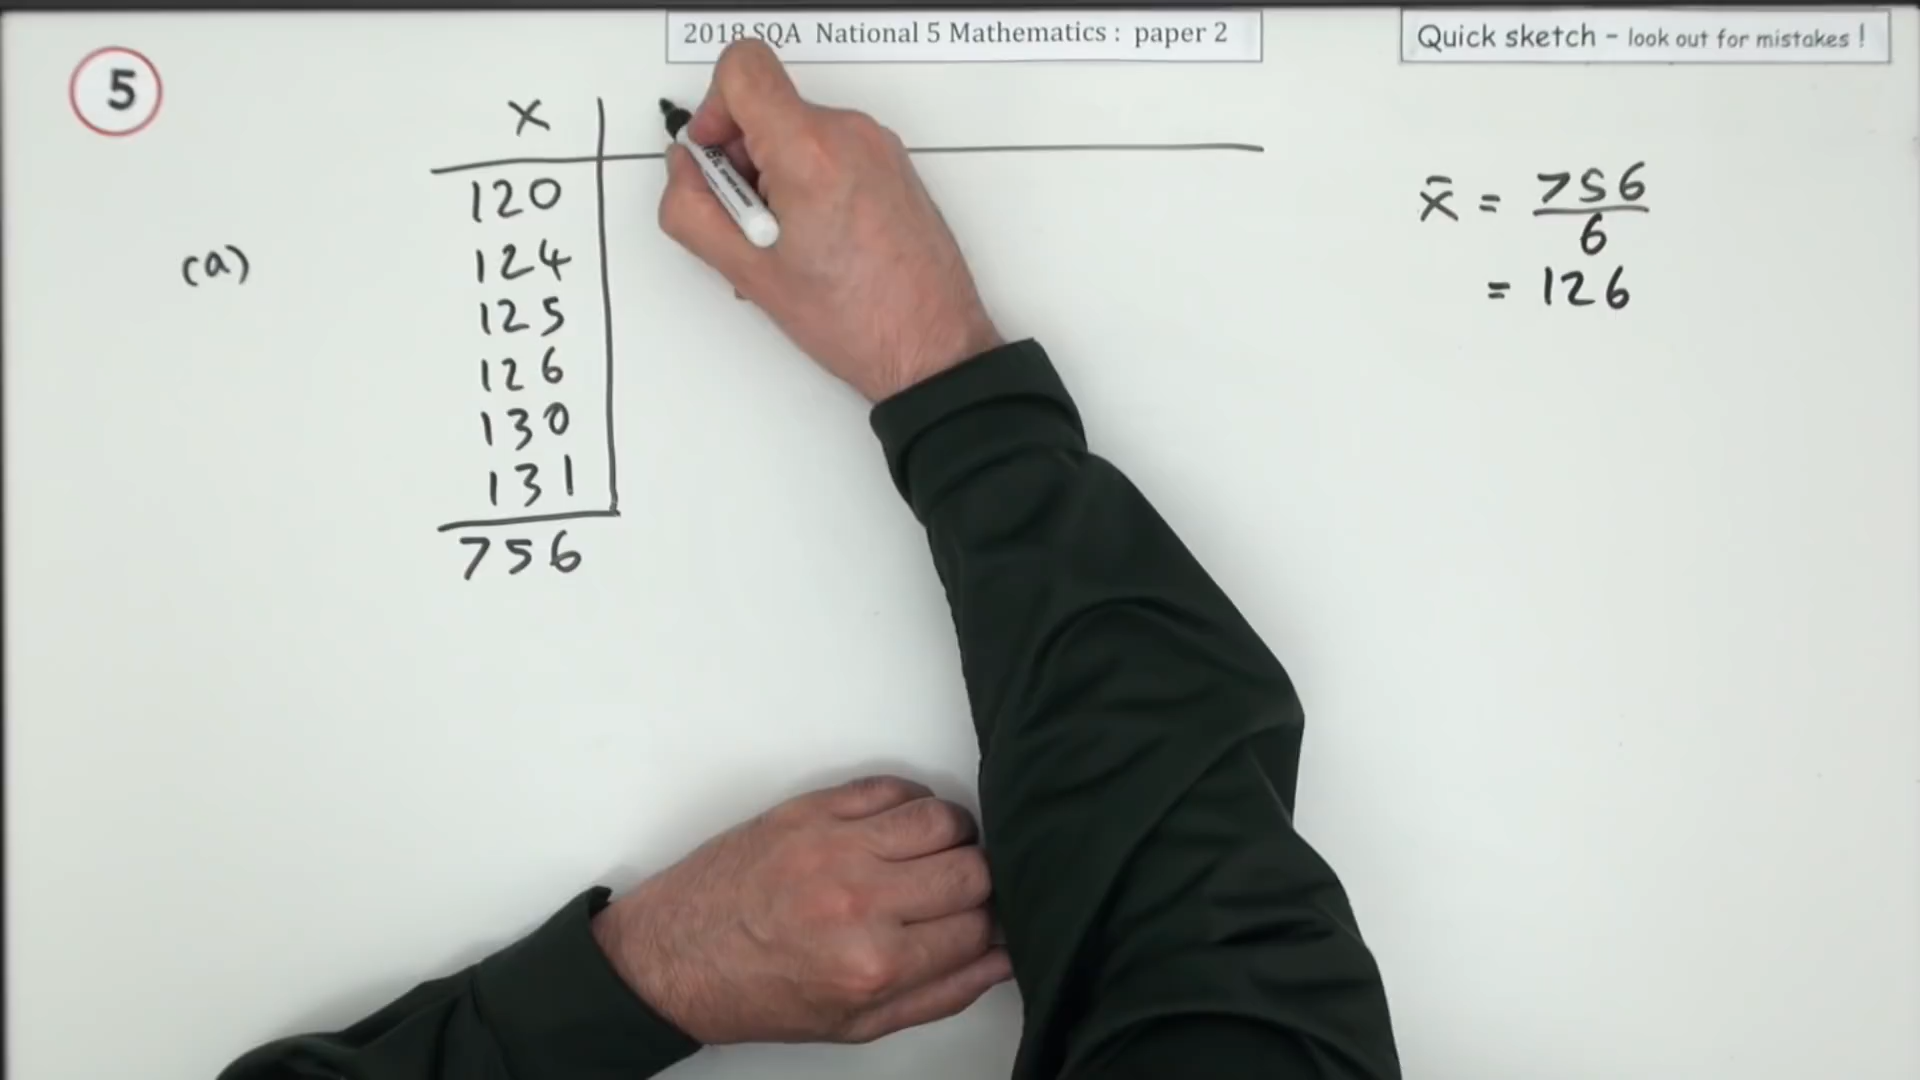 2018 SQA National 5 Mathematics : paper 2
Quick sketch – look out for mistakes !
5
(a)
x
120
124
125
126
130
131
756
x̄ = 756
6
= 126